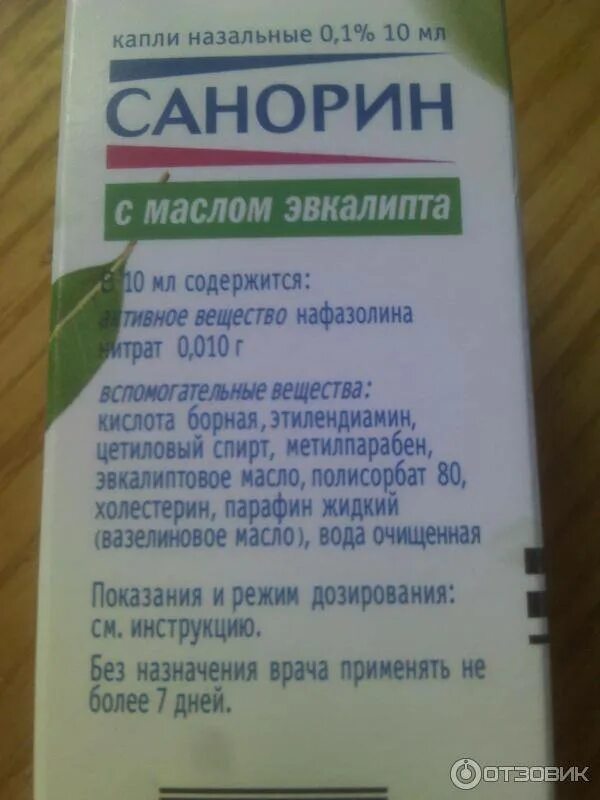 капли назальные 0,1% 10 мл
САНОРИН
с маслом эвкалипта
В 10 мл содержится:
активное вещество нафазолина
нитрат 0,010 г
вспомогательные вещества:
кислота борная, этилендиамин,
цетиловый спирт, метилпарабен,
эвкалиптовое масло, полисорбат 80,
холестерин, парафин жидкий
(вазелиновое масло), вода очищенная
Показания и режим дозирования:
см. инструкцию.
Без назначения врача применять не
более 7 дней.
ОТЗОВИК